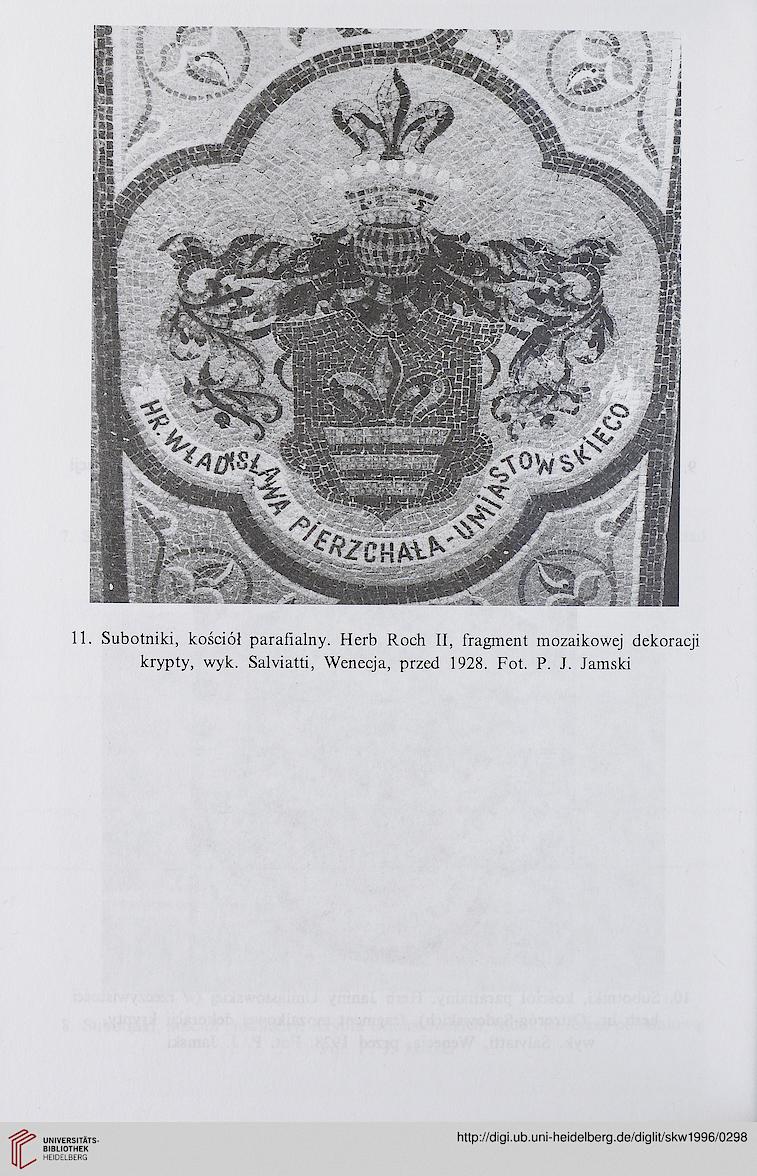 HR. WŁADISŁAWA PIERZCHAŁA-UMIASTOWSKIEGO
11. Subotniki, kościół parafialny. Herb Roch II, fragment mozaikowej dekoracji
krypty, wyk. Salviatti, Wenecja, przed 1928. Fot. P. J. Jamski
UNIVERSITÄTS-
BIBLIOTHEK
HEIDELBERG
http://digi.ub.uni-heidelberg.de/diglit/skw1996/0298